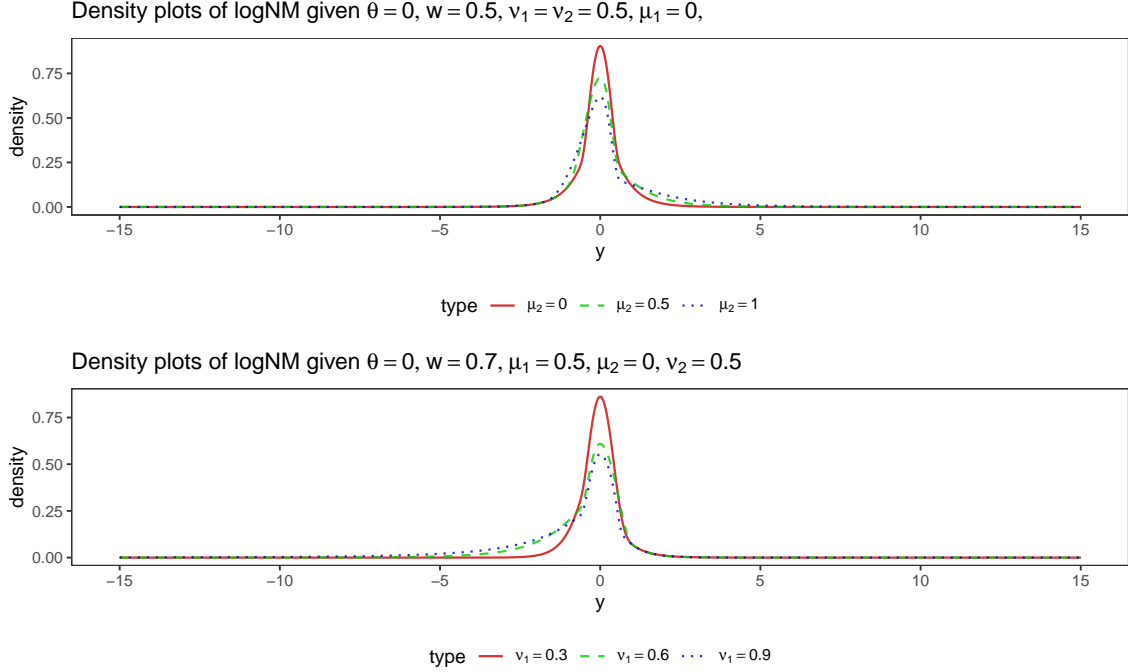 Density plots of logNM given θ = 0, w = 0.5, ν₁ = ν₂ = 0.5, μ₁ = 0,
density
0.75
0.50
0.25
0.00
−15 −10 −5 0 5 10 15
y
type μ₂ = 0 μ₂ = 0.5 μ₂ = 1
Density plots of logNM given θ = 0, w = 0.7, μ₁ = 0.5, μ₂ = 0, ν₂ = 0.5
density
0.75
0.50
0.25
0.00
−15 −10 −5 0 5 10 15
y
type ν₁ = 0.3 ν₁ = 0.6 ν₁ = 0.9